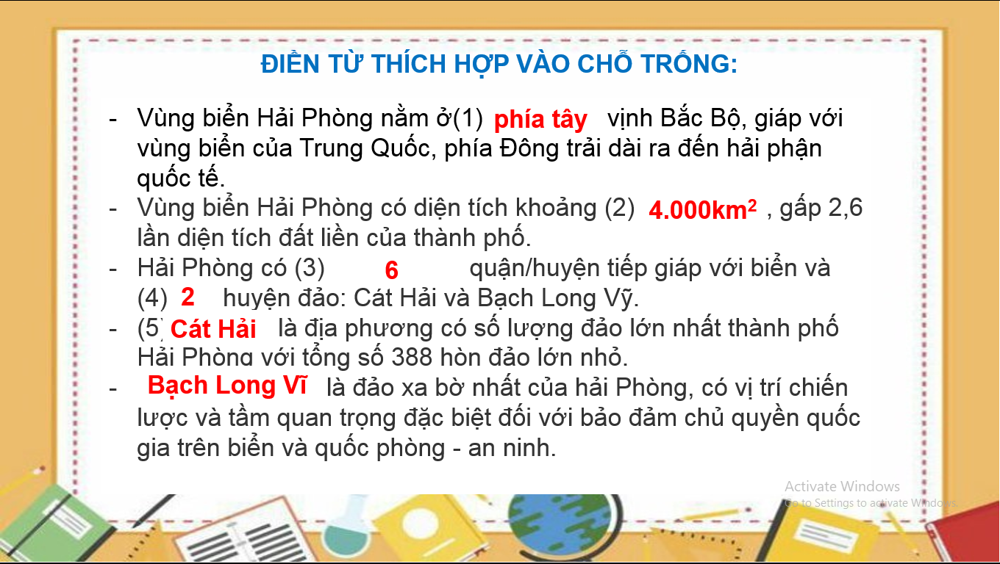 ĐIỀN TỪ THÍCH HỢP VÀO CHỖ TRỐNG:
- Vùng biển Hải Phòng nằm ở(1) phía tây vịnh Bắc Bộ, giáp với
vùng biển của Trung Quốc, phía Đông trải dài ra đến hải phận
quốc tế.
- Vùng biển Hải Phòng có diện tích khoảng (2) 4.000km² , gấp 2,6
lần diện tích đất liền của thành phố.
- Hải Phòng có (3) 6 quận/huyện tiếp giáp với biển và
(4) 2 huyện đảo: Cát Hải và Bạch Long Vỹ.
- (5) Cát Hải là địa phương có số lượng đảo lớn nhất thành phố
Hải Phòng với tổng số 388 hòn đảo lớn nhỏ.
- Bạch Long Vĩ là đảo xa bờ nhất của hải Phòng, có vị trí chiến
lược và tầm quan trọng đặc biệt đối với bảo đảm chủ quyền quốc
gia trên biển và quốc phòng - an ninh.
Activate Windows
Go to Settings to activate Windows.